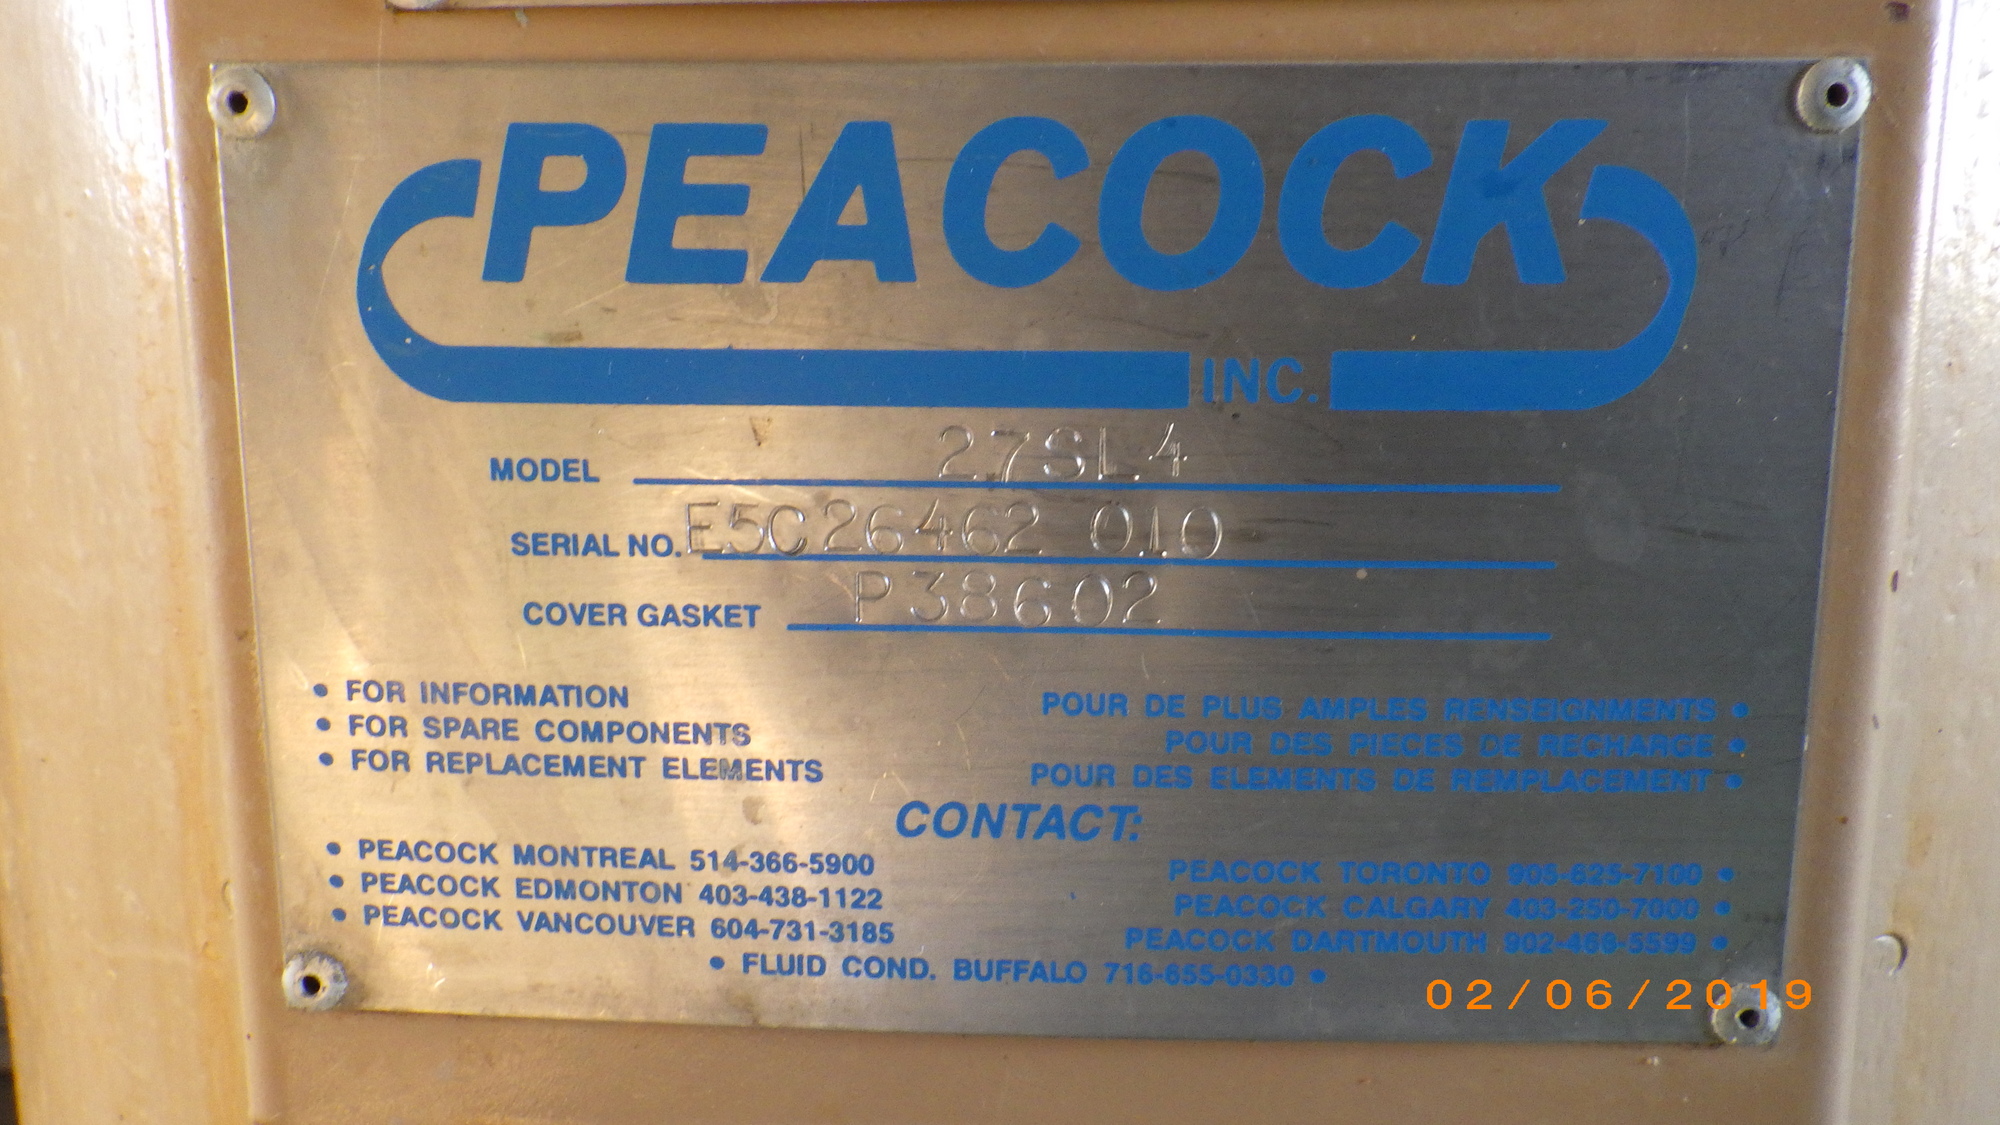 PEACOCK
INC.
MODEL 27SL4
SERIAL NO. E5C26462 010
COVER GASKET P38602
• FOR INFORMATION
• FOR SPARE COMPONENTS
• FOR REPLACEMENT ELEMENTS
POUR DE PLUS AMPLES RENSEIGNMENTS •
POUR DES PIECES DE RECHARGE •
POUR DES ELEMENTS DE REMPLACEMENT •
CONTACT:
• PEACOCK MONTREAL 514-366-5900
• PEACOCK EDMONTON 403-438-1122
• PEACOCK VANCOUVER 604-731-3185
PEACOCK TORONTO 905-625-7100 •
PEACOCK CALGARY 403-250-7000 •
PEACOCK DARTMOUTH 902-468-5599 •
• FLUID COND. BUFFALO 716-855-0330 •
02/06/2019